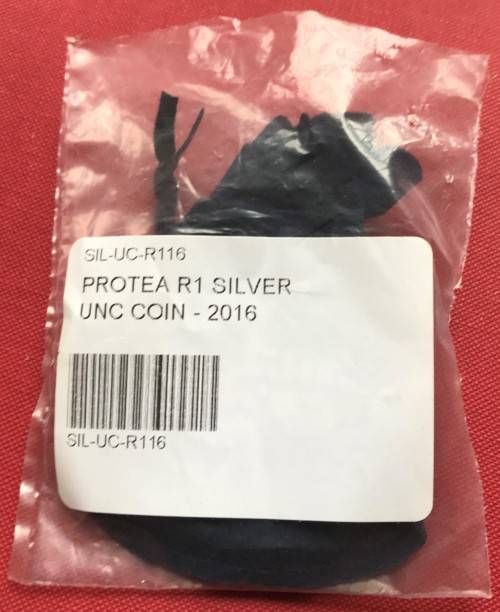 SIL-UC-R116
PROTEA R1 SILVER
UNC COIN - 2016
SIL-UC-R116